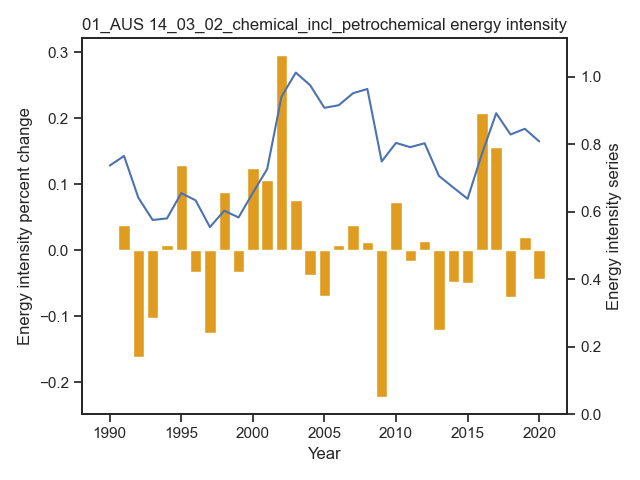 01_AUS 14_03_02_chemical_incl_petrochemical energy intensity
0.3
0.2
0.1
0.0
−0.1
−0.2
Energy intensity percent change
1.0
0.8
0.6
0.4
0.2
0.0
Energy intensity series
1990 1995 2000 2005 2010 2015 2020
Year